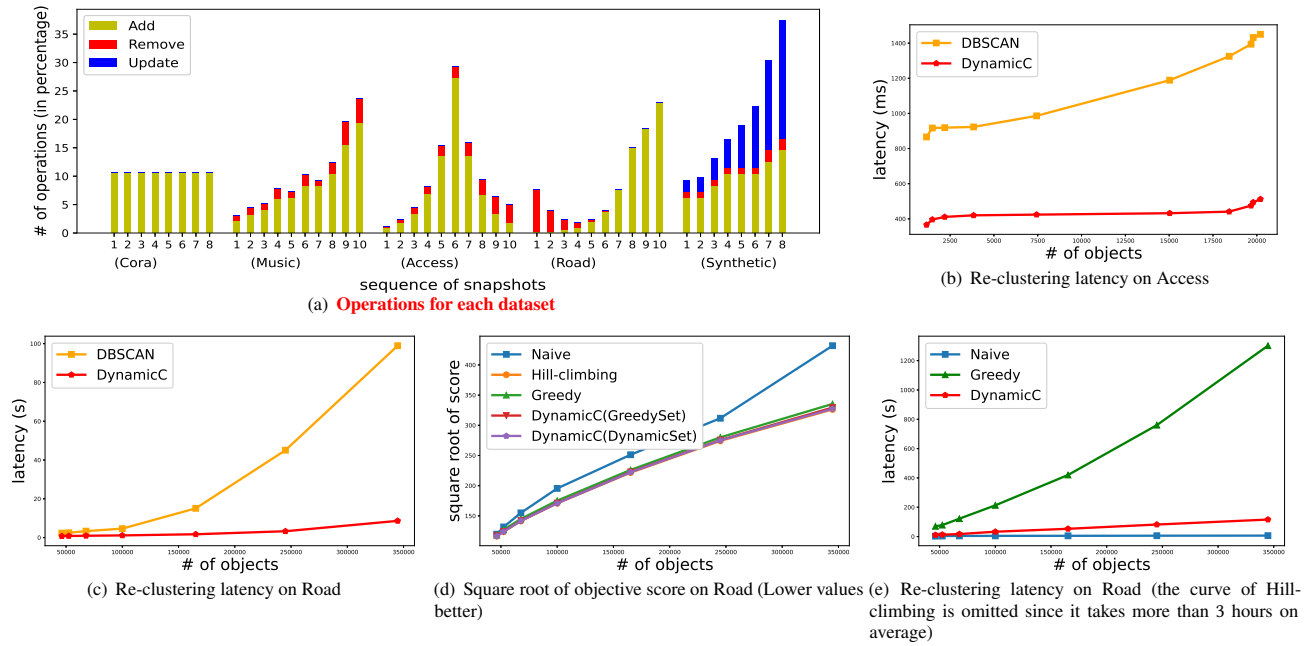 # of operations (in percentage)
35
30
25
20
15
10
5
0
Add
Remove
Update
1 2 3 4 5 6 7 8 1 2 3 4 5 6 7 8 9 10 1 2 3 4 5 6 7 8 9 10 1 2 3 4 5 6 7 8 9 10 1 2 3 4 5 6 7 8
(Cora) (Music) (Access) (Road) (Synthetic)
sequence of snapshots
(a) Operations for each dataset
latency (ms)
1400
1200
1000
800
600
400
DBSCAN
DynamicC
2500 5000 7500 10000 12500 15000 17500 20000
# of objects
(b) Re-clustering latency on Access
latency (s)
100
80
60
40
20
0
DBSCAN
DynamicC
50000 100000 150000 200000 250000 300000 350000
# of objects
(c) Re-clustering latency on Road
square root of score
400
350
300
250
200
150
Naive
Hill-climbing
Greedy
DynamicC(GreedySet)
DynamicC(DynamicSet)
50000 100000 150000 200000 250000 300000 350000
# of objects
(d) Square root of objective score on Road (Lower values
better)
latency (s)
1200
1000
800
600
400
200
0
Naive
Greedy
DynamicC
50000 100000 150000 200000 250000 300000 350000
# of objects
(e) Re-clustering latency on Road (the curve of Hill-
climbing is omitted since it takes more than 3 hours on
average)